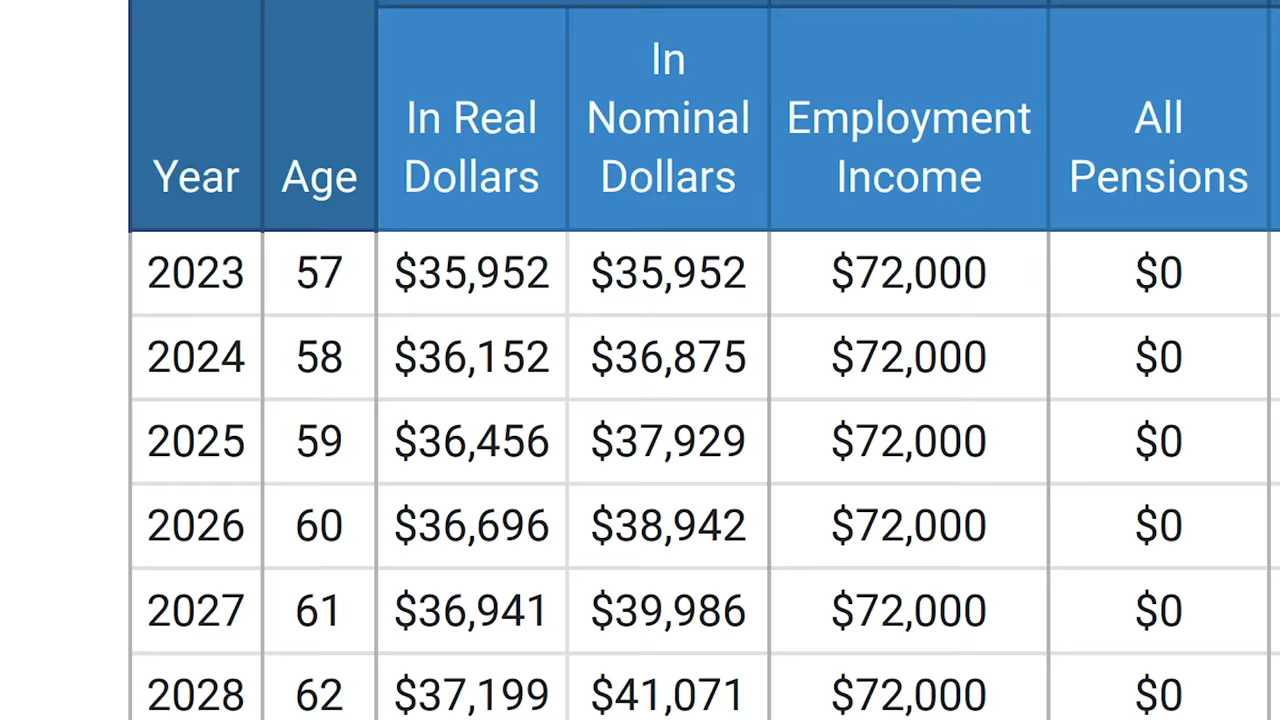 Year Age In Real Dollars In Nominal Dollars Employment Income All Pensions
2023 57 $35,952 $35,952 $72,000 $0
2024 58 $36,152 $36,875 $72,000 $0
2025 59 $36,456 $37,929 $72,000 $0
2026 60 $36,696 $38,942 $72,000 $0
2027 61 $36,941 $39,986 $72,000 $0
2028 62 $37,199 $41,071 $72,000 $0